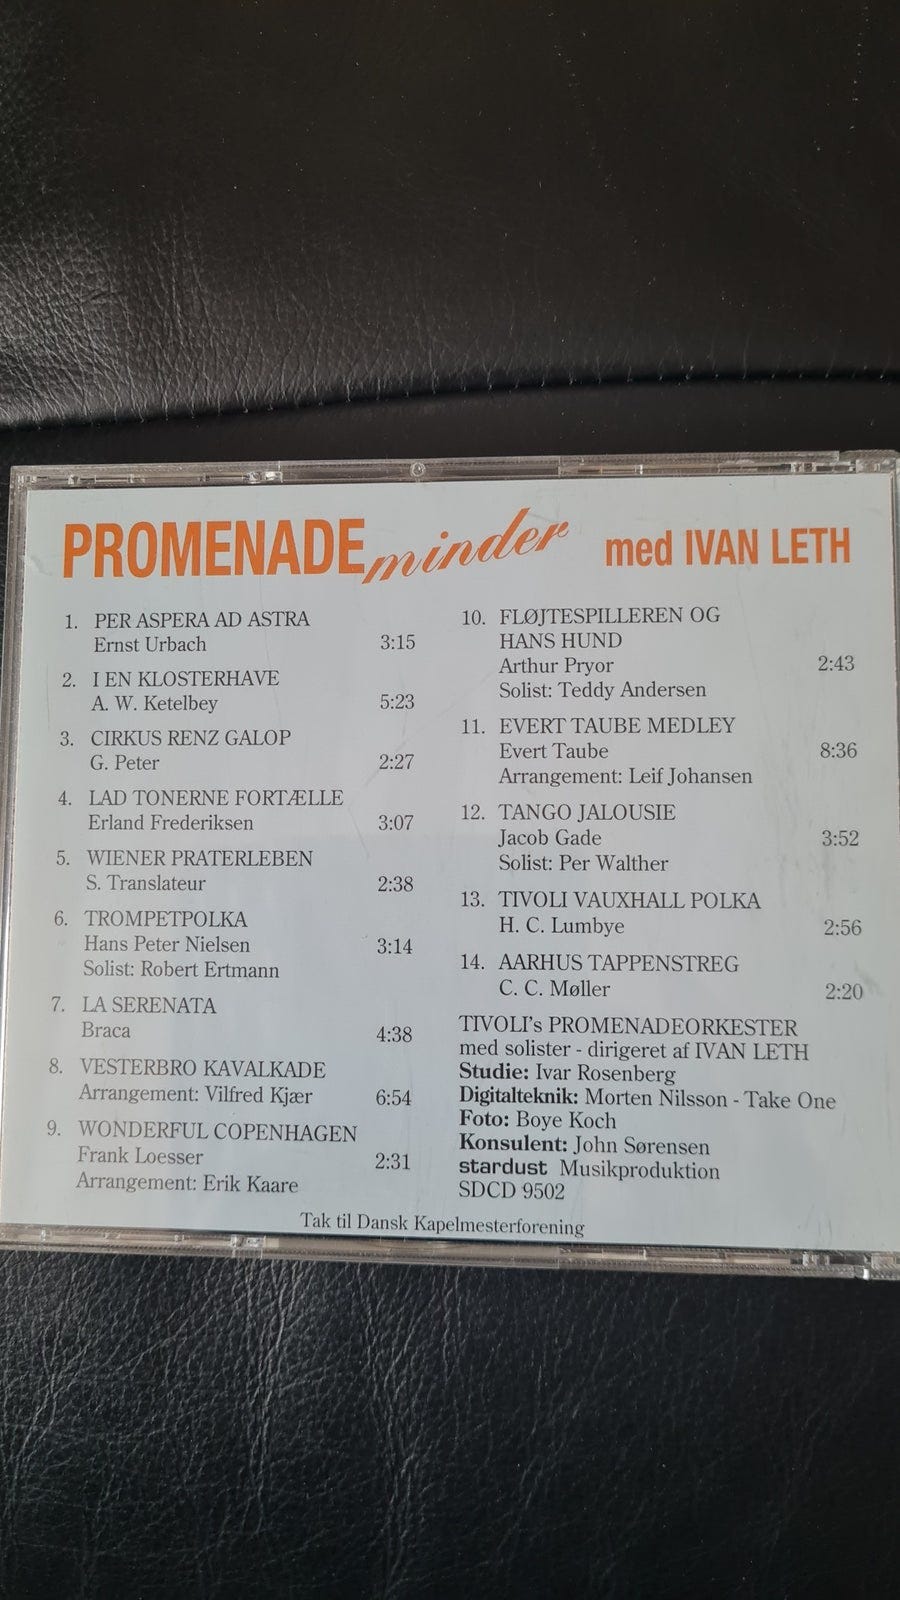 PROMENADE minder med IVAN LETH
1. PER ASPERA AD ASTRA
Ernst Urbach 3:15
2. I EN KLOSTERHAVE
A. W. Ketelbey 5:23
3. CIRKUS RENZ GALOP
G. Peter 2:27
4. LAD TONERNE FORTÆLLE
Erland Frederiksen 3:07
5. WIENER PRATERLEBEN
S. Translateur 2:38
6. TROMPETPOLKA
Hans Peter Nielsen 3:14
Solist: Robert Ertmann
7. LA SERENATA
Braca 4:38
8. VESTERBRO KAVALKADE
Arrangement: Vilfred Kjær 6:54
9. WONDERFUL COPENHAGEN
Frank Loesser 2:31
Arrangement: Erik Kaare
10. FLØJTESPILLEREN OG
HANS HUND
Arthur Pryor 2:43
Solist: Teddy Andersen
11. EVERT TAUBE MEDLEY
Evert Taube 8:36
Arrangement: Leif Johansen
12. TANGO JALOUSIE
Jacob Gade 3:52
Solist: Per Walther
13. TIVOLI VAUXHALL POLKA
H. C. Lumbye 2:56
14. AARHUS TAPPENSTREG
C. C. Møller 2:20
TIVOLI's PROMENADEORKESTER
med solister - dirigeret af IVAN LETH
Studie: Ivar Rosenberg
Digitalteknik: Morten Nilsson - Take One
Foto: Boye Koch
Konsulent: John Sørensen
stardust Musikproduktion
SDCD 9502
Tak til Dansk Kapelmesterforening